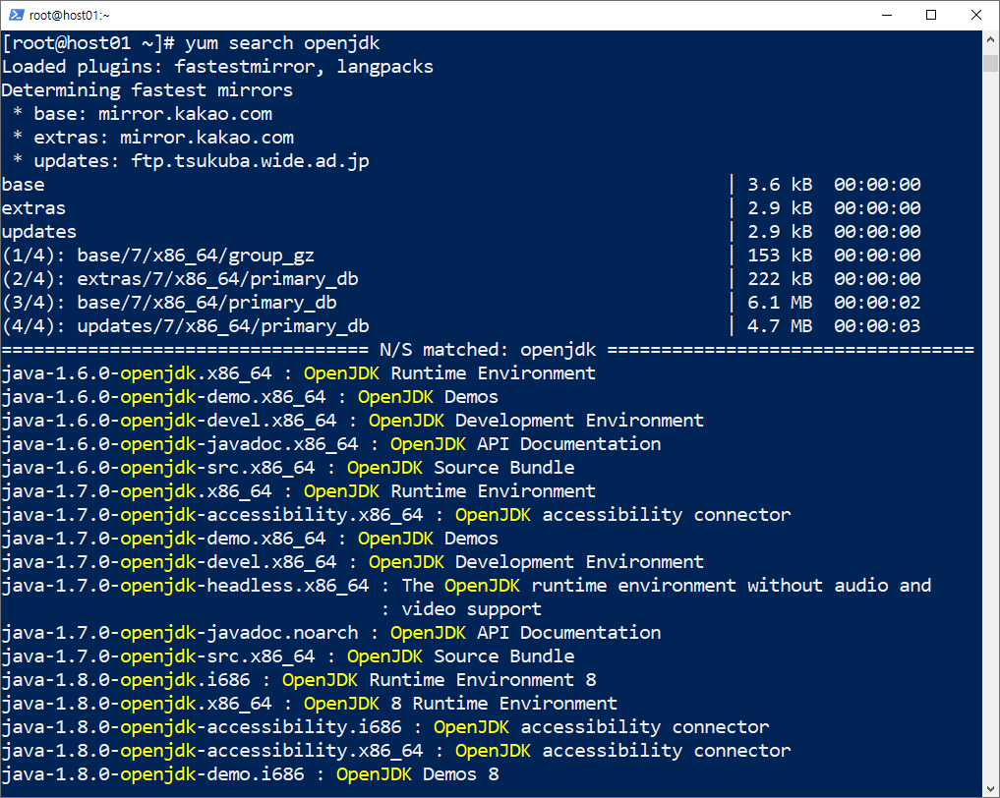 root@host01:~
[root@host01 ~]# yum search openjdk
Loaded plugins: fastestmirror, langpacks
Determining fastest mirrors
 * base: mirror.kakao.com
 * extras: mirror.kakao.com
 * updates: ftp.tsukuba.wide.ad.jp
base                                                               | 3.6 kB  00:00:00
extras                                                             | 2.9 kB  00:00:00
updates                                                            | 2.9 kB  00:00:00
(1/4): base/7/x86_64/group_gz                                      | 153 kB  00:00:00
(2/4): extras/7/x86_64/primary_db                                  | 222 kB  00:00:00
(3/4): base/7/x86_64/primary_db                                    | 6.1 MB  00:00:02
(4/4): updates/7/x86_64/primary_db                                 | 4.7 MB  00:00:03
================================== N/S matched: openjdk ==================================
java-1.6.0-openjdk.x86_64 : OpenJDK Runtime Environment
java-1.6.0-openjdk-demo.x86_64 : OpenJDK Demos
java-1.6.0-openjdk-devel.x86_64 : OpenJDK Development Environment
java-1.6.0-openjdk-javadoc.x86_64 : OpenJDK API Documentation
java-1.6.0-openjdk-src.x86_64 : OpenJDK Source Bundle
java-1.7.0-openjdk.x86_64 : OpenJDK Runtime Environment
java-1.7.0-openjdk-accessibility.x86_64 : OpenJDK accessibility connector
java-1.7.0-openjdk-demo.x86_64 : OpenJDK Demos
java-1.7.0-openjdk-devel.x86_64 : OpenJDK Development Environment
java-1.7.0-openjdk-headless.x86_64 : The OpenJDK runtime environment without audio and
                                   : video support
java-1.7.0-openjdk-javadoc.noarch : OpenJDK API Documentation
java-1.7.0-openjdk-src.x86_64 : OpenJDK Source Bundle
java-1.8.0-openjdk.i686 : OpenJDK Runtime Environment 8
java-1.8.0-openjdk.x86_64 : OpenJDK 8 Runtime Environment
java-1.8.0-openjdk-accessibility.i686 : OpenJDK accessibility connector
java-1.8.0-openjdk-accessibility.x86_64 : OpenJDK accessibility connector
java-1.8.0-openjdk-demo.i686 : OpenJDK Demos 8